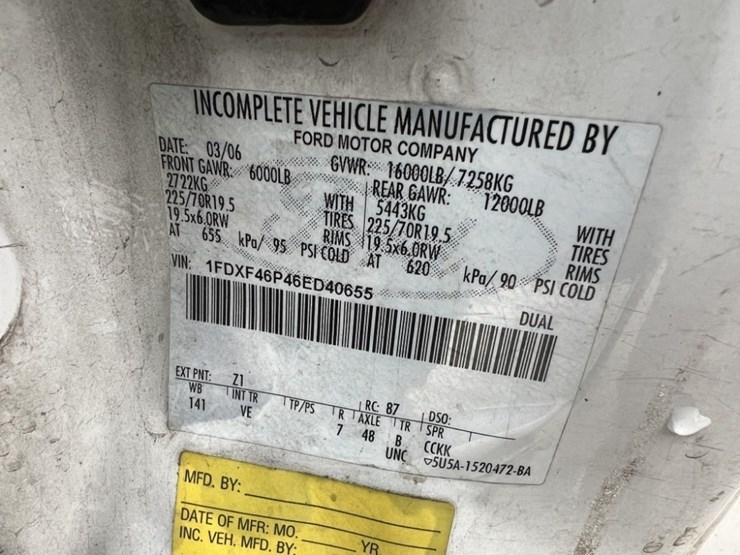 INCOMPLETE VEHICLE MANUFACTURED BY
FORD MOTOR COMPANY
DATE: 03/06 GVWR: 16000LB/ 7258KG
FRONT GAWR: 6000LB REAR GAWR: 12000LB
2722KG WITH 5443KG WITH
225/70R19.5 TIRES 225/70R19.5 TIRES
19.5x6.0RW RIMS 19.5x6.0RW RIMS
AT 655 kPa/ 95 PSI COLD AT 620 kPa/ 90 PSI COLD
VIN: 1FDXF46P46ED40655 DUAL
EXT PNT: Z1 RC: 87 DSO:
WB INT TR TP/PS R AXLE TR SPR
141 VE 7 48 B CCKK
UNC ▽5U5A-1520472-BA
MFD. BY:
DATE OF MFR: MO. YR
INC. VEH. MFD. BY: